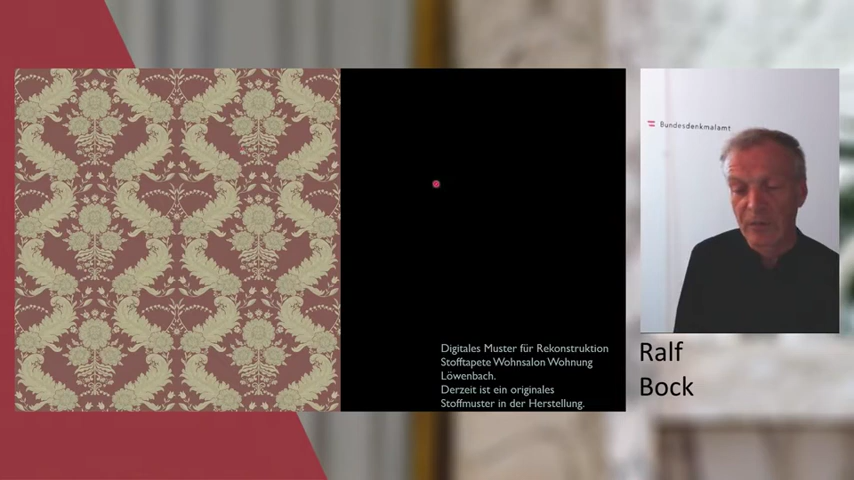 Bundesdenkmalamt
Digitales Muster für Rekonstruktion
Stofftapete Wohnsalon Wohnung
Löwenbach.
Derzeit ist ein originales
Stoffmuster in der Herstellung.
Ralf
Bock